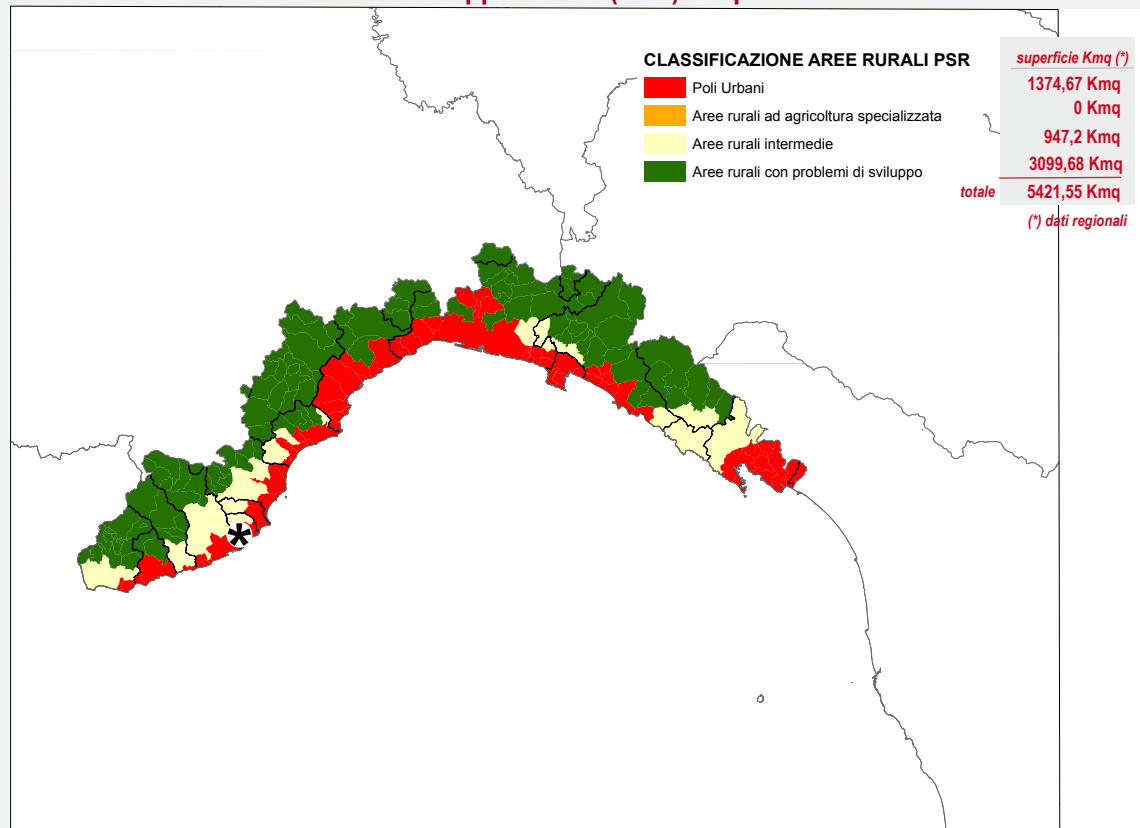 CLASSIFICAZIONE AREE RURALI PSR
superficie Kmq (*)
Poli Urbani
1374,67 Kmq
Aree rurali ad agricoltura specializzata
0 Kmq
Aree rurali intermedie
947,2 Kmq
Aree rurali con problemi di sviluppo
3099,68 Kmq
totale 5421,55 Kmq
(*) dati regionali
*